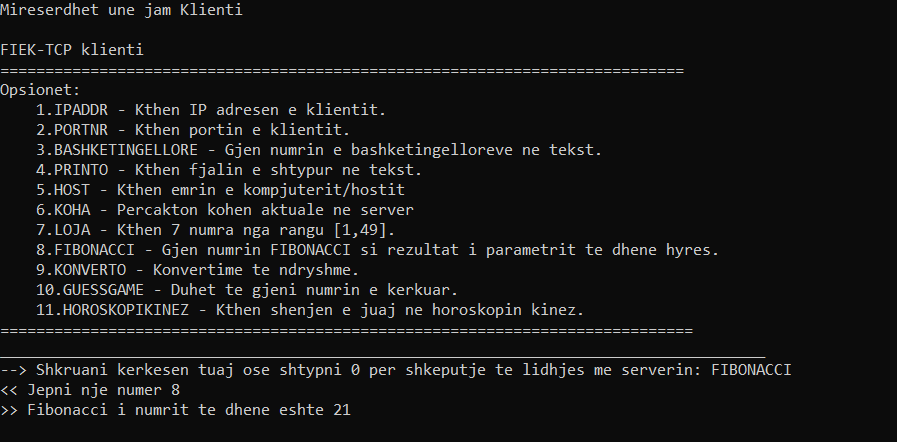 Mireserdhet une jam Klienti
FIEK-TCP klienti
============================================================================
Opsionet:
1.IPADDR - Kthen IP adresen e klientit.
2.PORTNR - Kthen portin e klientit.
3.BASHKETINGELLORE - Gjen numrin e bashketingelloreve ne tekst.
4.PRINTO - Kthen fjalin e shtypur ne tekst.
5.HOST - Kthen emrin e kompjuterit/hostit
6.KOHA - Percakton kohen aktuale ne server
7.LOJA - Kthen 7 numra nga rangu [1,49].
8.FIBONACCI - Gjen numrin FIBONACCI si rezultat i parametrit te dhene hyres.
9.KONVERTO - Konvertime te ndryshme.
10.GUESSGAME - Duhet te gjeni numrin e kerkuar.
11.HOROSKOPIKINEZ - Kthen shenjen e juaj ne horoskopin kinez.
=============================================================================
_____________________________________________________________________________________
--> Shkruani kerkesen tuaj ose shtypni 0 per shkeputje te lidhjes me serverin: FIBONACCI
<< Jepni nje numer 8
>> Fibonacci i numrit te dhene eshte 21